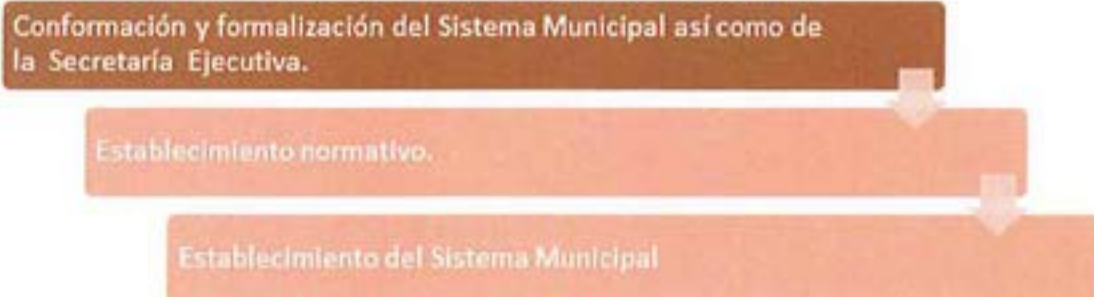 Conformación y formalización del Sistema Municipal así como de
la Secretaría Ejecutiva.
Establecimiento normativo.
Establecimiento del Sistema Municipal